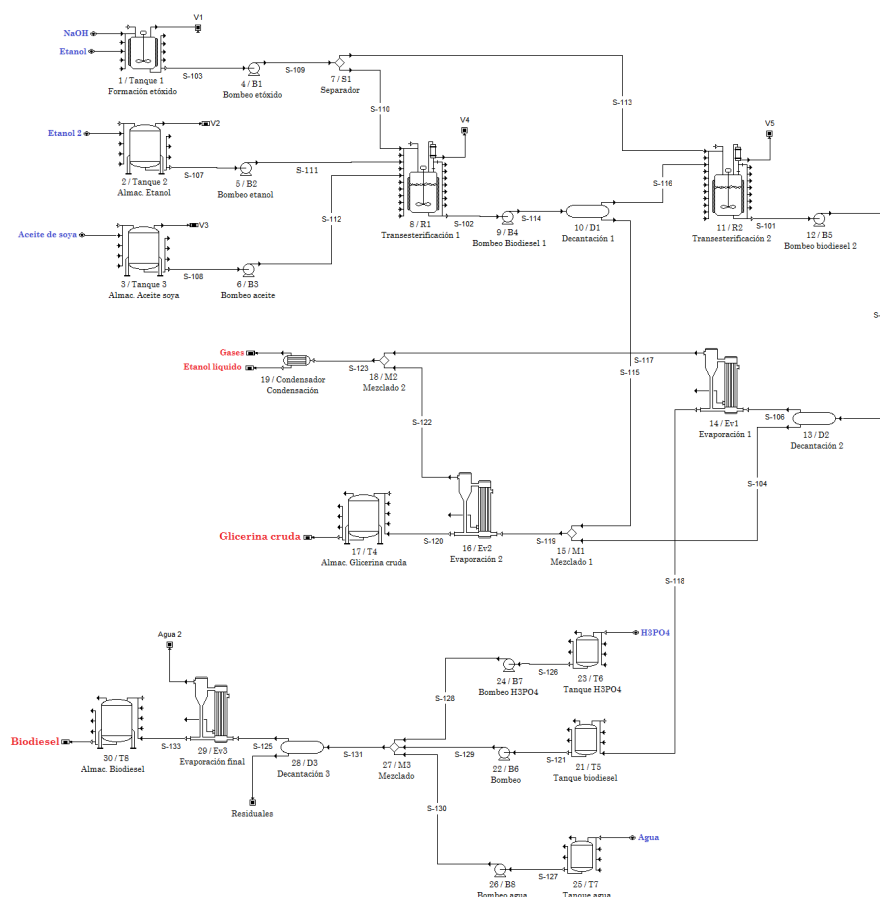 V1
NaOH
Etanol
S-103
S-109
1 / Tanque 1
Formación etóxido
4 / B1
Bombeo etóxido
7 / S1
Separador
S-110
S-113
V2
V4
V5
Etanol 2
S-107
S-111
S-116
2 / Tanque 2
Almac. Etanol
5 / B2
Bombeo etanol
S-112
S-102
S-114
S-101
8 / R1
Transesterificación 1
9 / B4
Bombeo Biodiesel 1
10 / D1
Decantación 1
11 / R2
Transesterificación 2
12 / B5
Bombeo biodiesel 2
V3
Aceite de soya
S-108
3 / Tanque 3
Almac. Aceite soya
6 / B3
Bombeo aceite
S-
Gases
Etanol líquido
S-123
S-117
S-115
19 / Condensador
Condensación
18 / M2
Mezclado 2
S-122
S-106
14 / Ev1
Evaporación 1
13 / D2
Decantación 2
S-104
Glicerina cruda
S-120
S-119
17 / T4
Almac. Glicerina cruda
16 / Ev2
Evaporación 2
15 / M1
Mezclado 1
S-118
Agua 2
H3PO4
S-126
24 / B7
Bombeo H3PO4
23 / T6
Tanque H3PO4
S-128
Biodiesel
S-133
S-125
S-131
S-129
S-121
30 / T8
Almac. Biodiesel
29 / Ev3
Evaporación final
28 / D3
Decantación 3
27 / M3
Mezclado
22 / B6
Bombeo
21 / T5
Tanque biodiesel
Residuales
S-130
Agua
S-127
26 / B8
Bombeo agua
25 / T7
Tanque agua